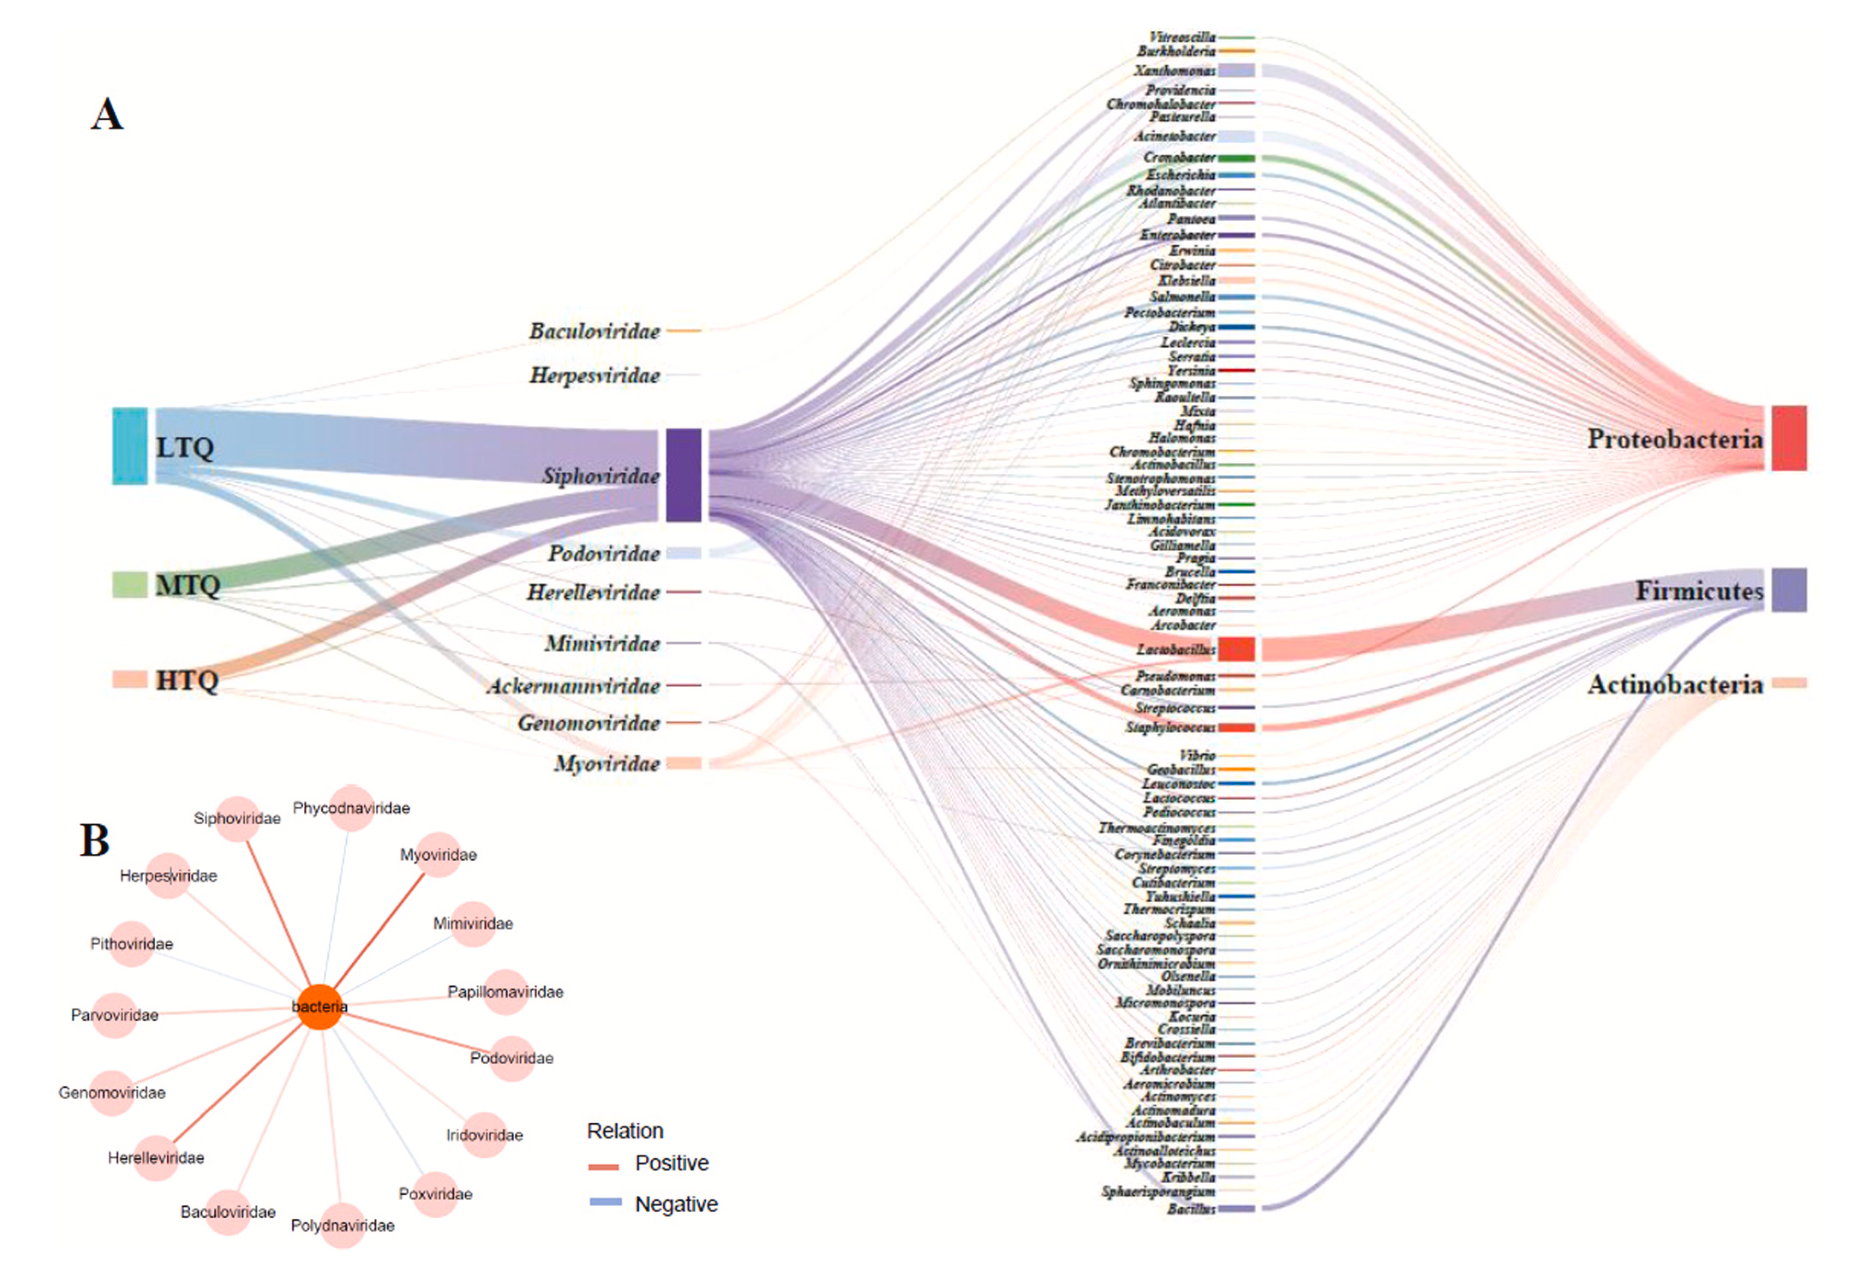 A
LTQ
MTQ
HTQ
Baculoviridae
Herpesviridae
Siphoviridae
Podoviridae
Herelleviridae
Mimiviridae
Ackermannviridae
Genomoviridae
Myoviridae
Vitreoscilla
Burkholderia
Xanthomonas
Providencia
Chromohalobacter
Pasteurella
Acinetobacter
Cronobacter
Escherichia
Rhodanobacter
Atlantibacter
Pantoea
Enterobacter
Erwinia
Citrobacter
Klebsiella
Salmonella
Pectobacterium
Dickeya
Leclercia
Serratia
Yersinia
Sphingomonas
Raoultella
Mixta
Hafnia
Halomonas
Chromobacterium
Actinobacillus
Stenotrophomonas
Methyloversatilis
Janthinobacterium
Limnohabitans
Acidovorax
Gilliamella
Pragia
Brucella
Franconibacter
Delftia
Aeromonas
Arcobacter
Lactobacillus
Pseudomonas
Carnobacterium
Streptococcus
Staphylococcus
Vibrio
Geobacillus
Leuconostoc
Lactococcus
Pediococcus
Thermoactinomyces
Finegoldia
Corynebacterium
Streptomyces
Cutibacterium
Yuhushiella
Thermocrispum
Schaalia
Saccharopolyspora
Saccharomonospora
Ornithinimicrobium
Olsenella
Mobiluncus
Micromonospora
Kocuria
Crossiella
Brevibacterium
Bifidobacterium
Arthrobacter
Aeromicrobium
Actinomyces
Actinomadura
Actinobaculum
Acidipropionibacterium
Actinoalloteichus
Mycobacterium
Kribbella
Sphaerisporangium
Bacillus
Proteobacteria
Firmicutes
Actinobacteria
B
Siphoviridae
Phycodnaviridae
Myoviridae
Herpesviridae
Mimiviridae
Pithoviridae
Papillomaviridae
bacteria
Parvoviridae
Podoviridae
Genomoviridae
Iridoviridae
Herelleviridae
Poxviridae
Baculoviridae
Polydnaviridae
Relation
Positive
Negative